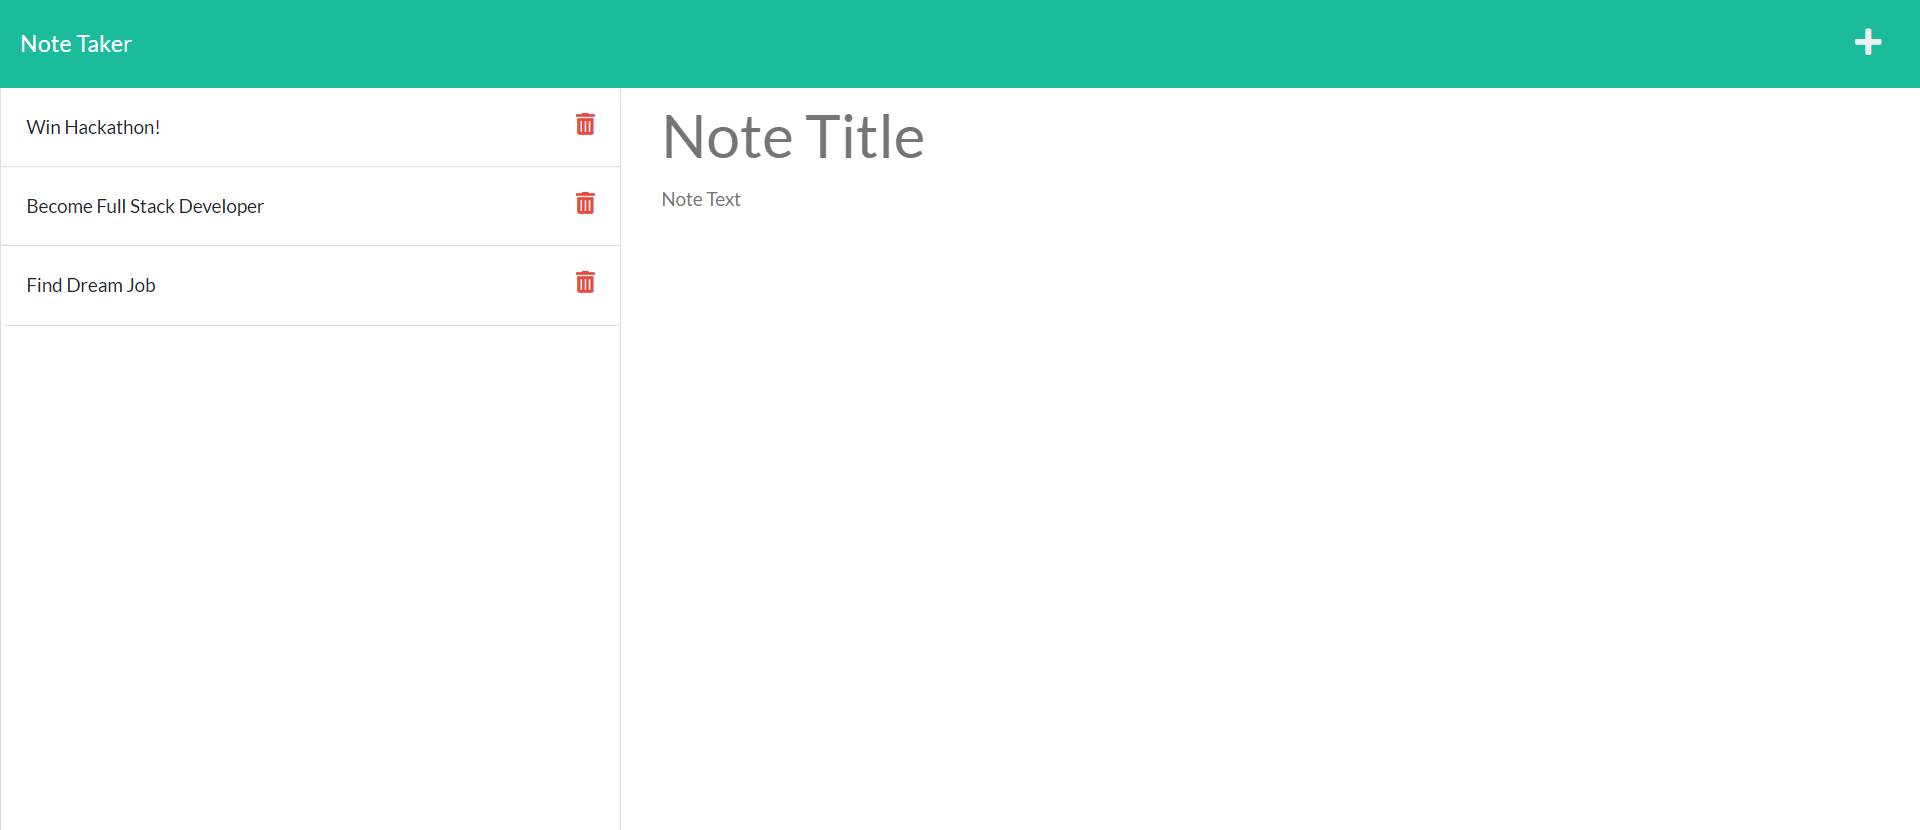 Note Taker
Win Hackathon!
Become Full Stack Developer
Find Dream Job
Note Title
Note Text